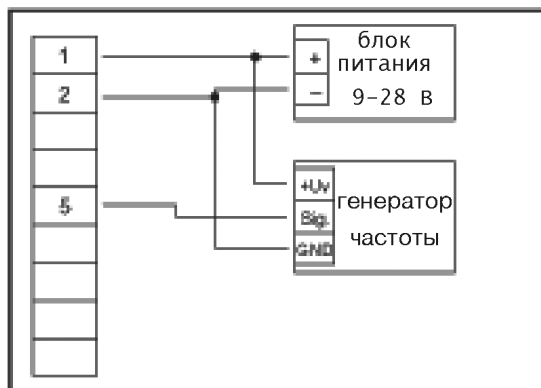 1
2
5
+
−
блок
питания
9-28 В
+Uv
Sig.
GND
генератор
частоты